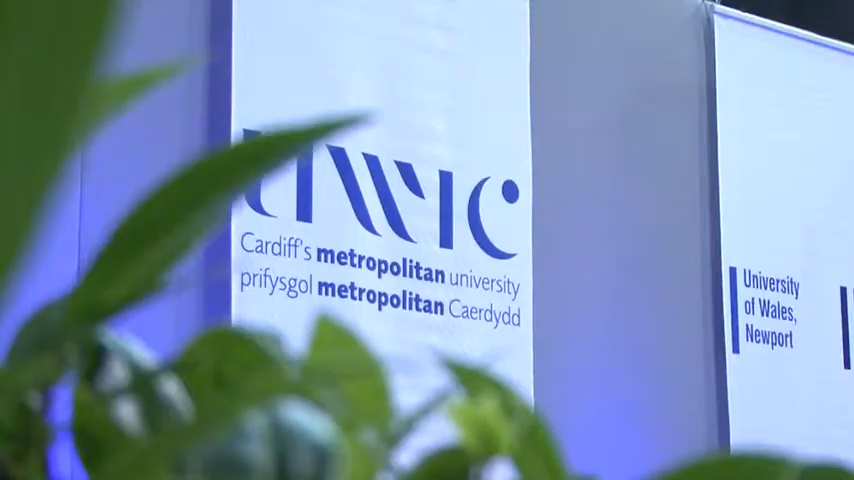 UWIC
Cardiff's metropolitan university
prifysgol metropolitan Caerdydd
University
of Wales,
Newport